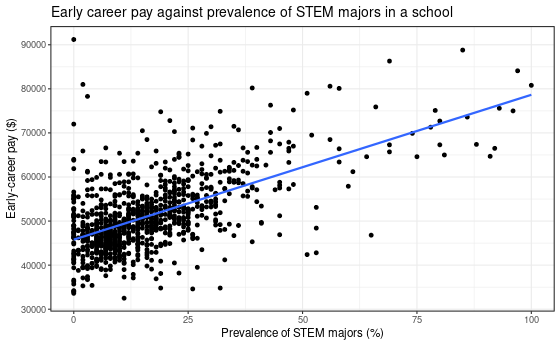 Early career pay against prevalence of STEM majors in a school
Early-career pay ($)
90000
80000
70000
60000
50000
40000
30000
0 25 50 75 100
Prevalence of STEM majors (%)